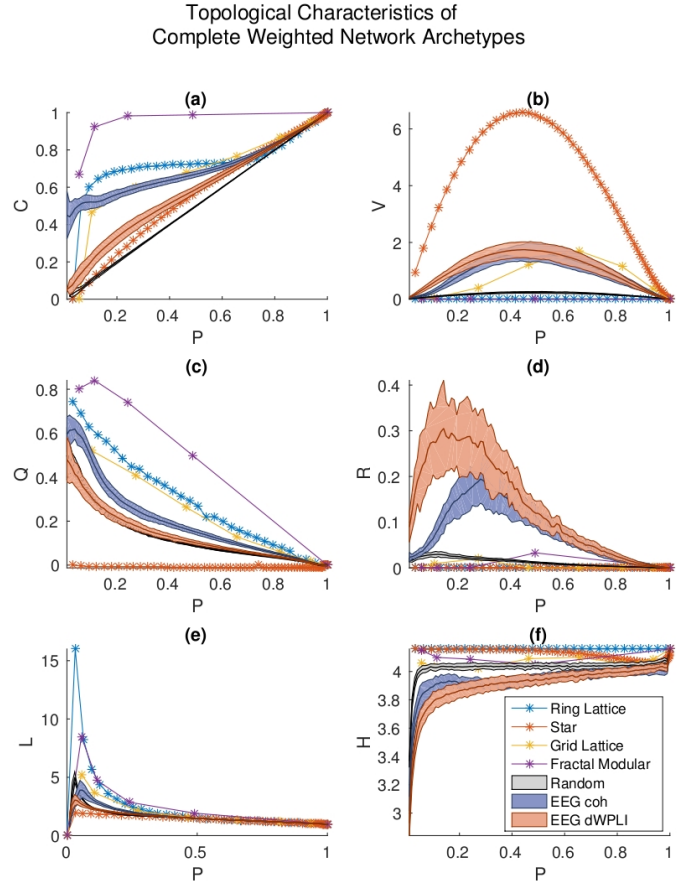 Topological Characteristics of
Complete Weighted Network Archetypes
(a)
C
1
0.8
0.6
0.4
0.2
0
0.2 0.4 0.6 0.8 1
P
(b)
V
6
4
2
0
0.2 0.4 0.6 0.8 1
P
(c)
Q
0.8
0.6
0.4
0.2
0
0.2 0.4 0.6 0.8 1
P
(d)
R
0.4
0.3
0.2
0.1
0
0.2 0.4 0.6 0.8 1
P
(e)
L
15
10
5
0
0 0.5 1
P
(f)
H
4
3.8
3.6
3.4
3.2
3
0.2 0.4 0.6 0.8 1
P
Ring Lattice
Star
Grid Lattice
Fractal Modular
Random
EEG coh
EEG dWPLI